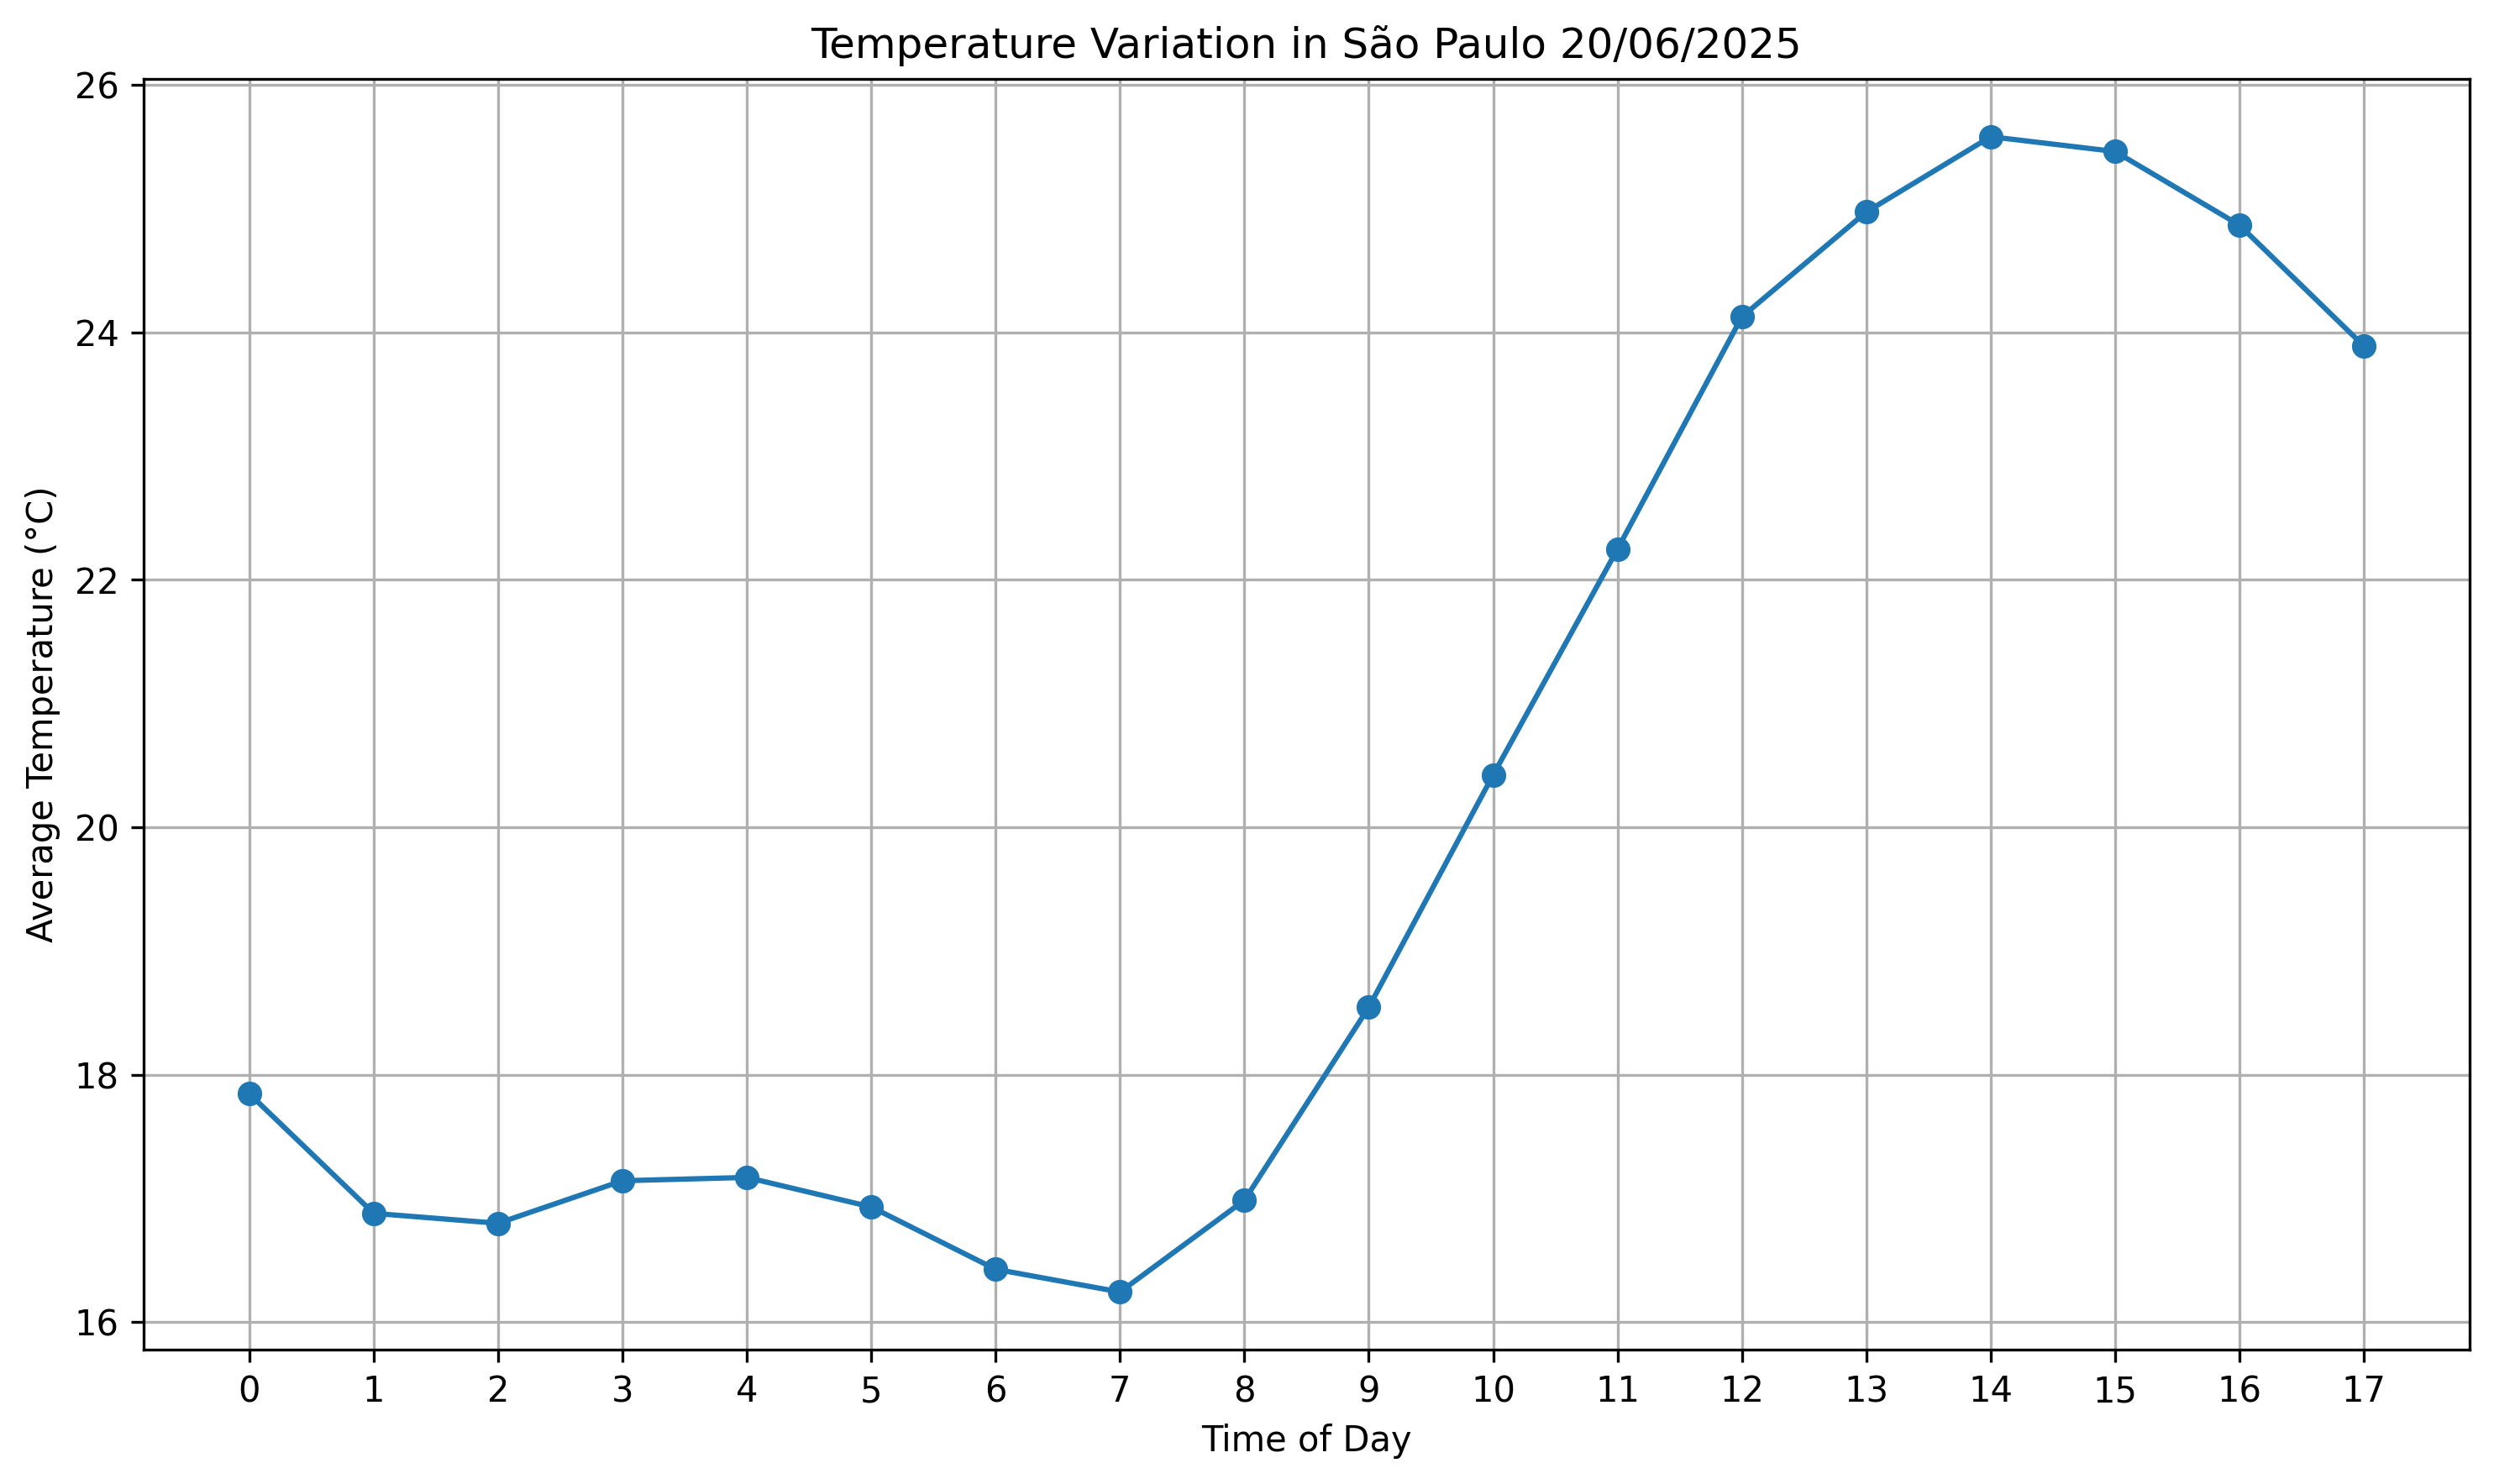 Temperature Variation in São Paulo 20/06/2025
26
24
22
20
18
16
Average Temperature (°C)
0 1 2 3 4 5 6 7 8 9 10 11 12 13 14 15 16 17
Time of Day